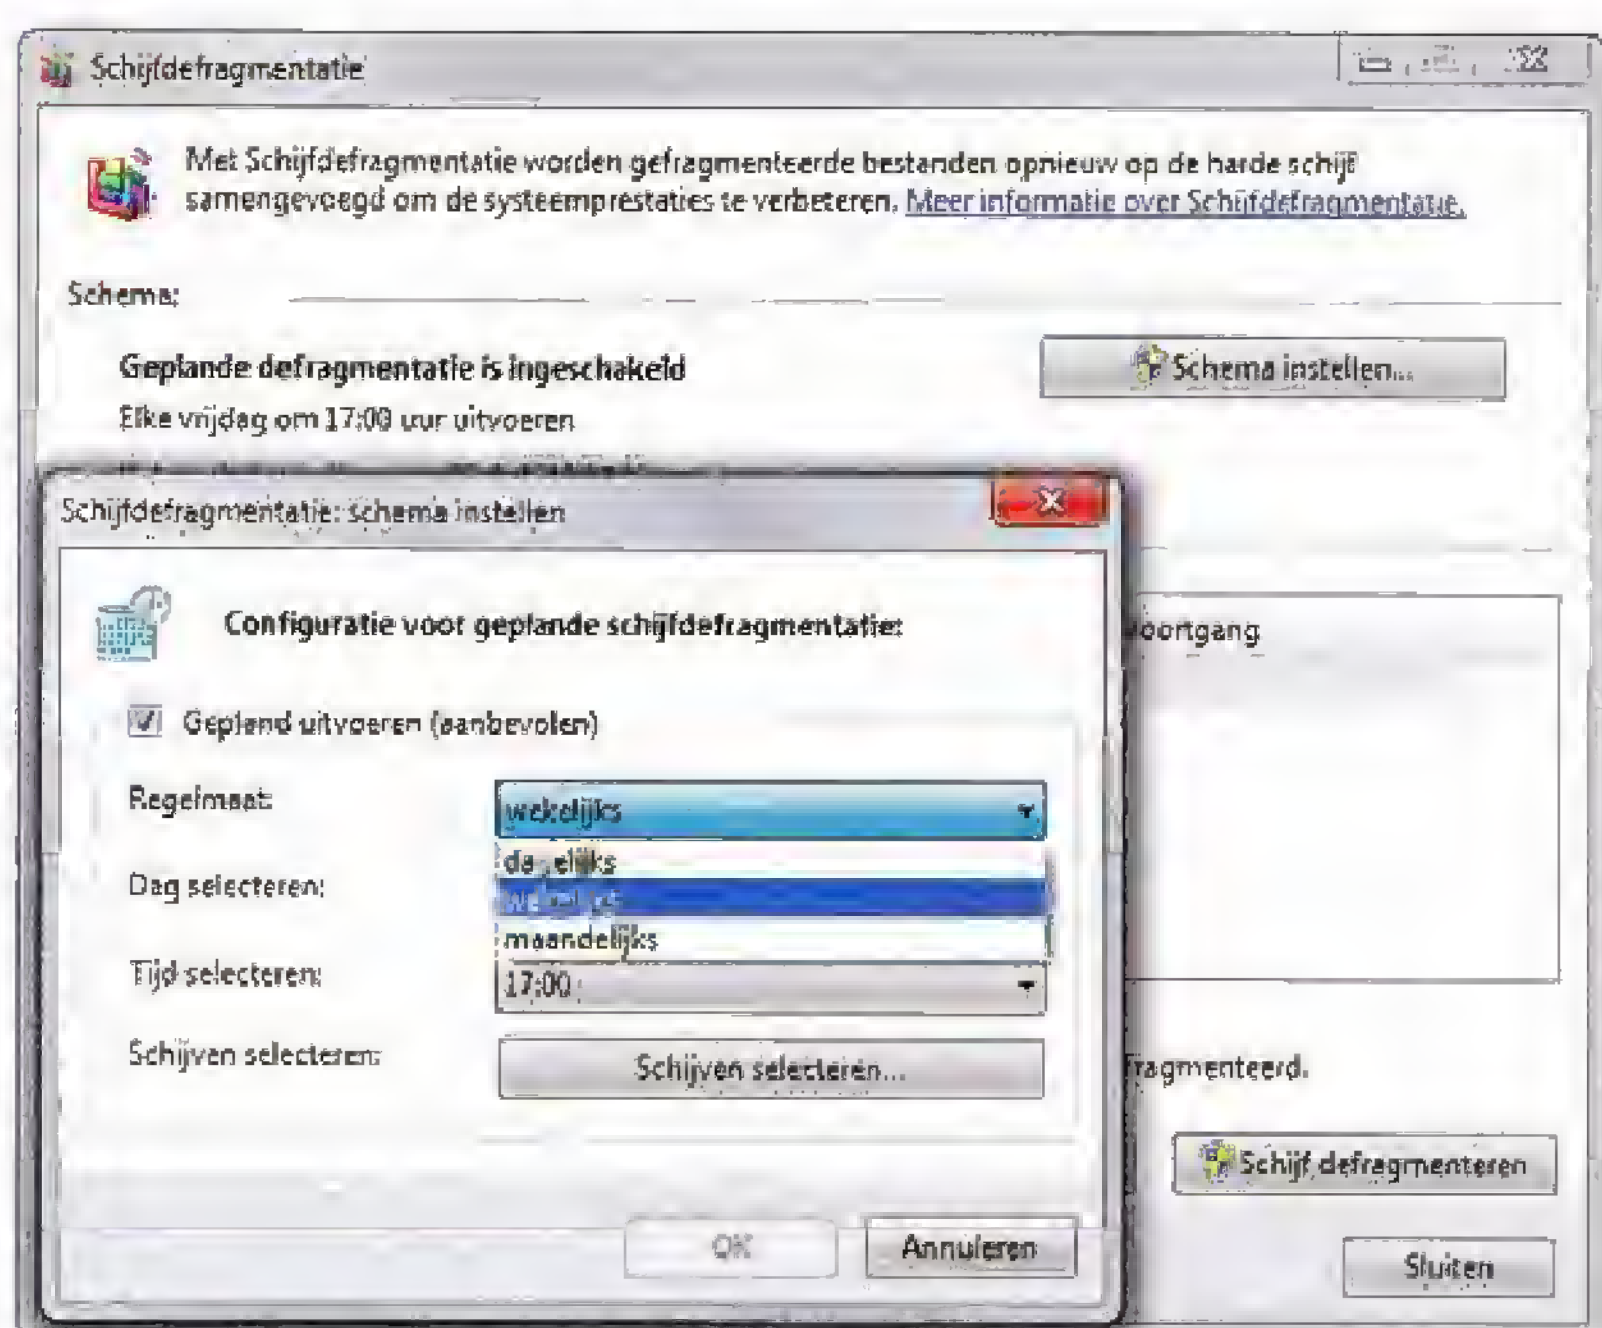 Schijfdefragmentatie
Met Schijfdefragmentatie worden gefragmenteerde bestanden opnieuw op de harde schijf
samengevoegd om de systeemprestaties te verbeteren. Meer informatie over Schijfdefragmentatie.
Schema:
Geplande defragmentatie is ingeschakeld
Schema instellen...
Elke vrijdag om 17:00 uur uitvoeren
Schijfdefragmentatie: schema instellen
Configuratie voor geplande schijfdefragmentatie:
oortgang
Gepland uitvoeren (aanbevolen)
Regelmaat:
wekelijks
dagelijks
Dag selecteren:
wekelijks
maandelijks
Tijd selecteren:
17:00
Schijven selecteren:
Schijven selecteren...
fragmenteerd.
Schijf defragmenteren
OK
Annuleren
Sluiten